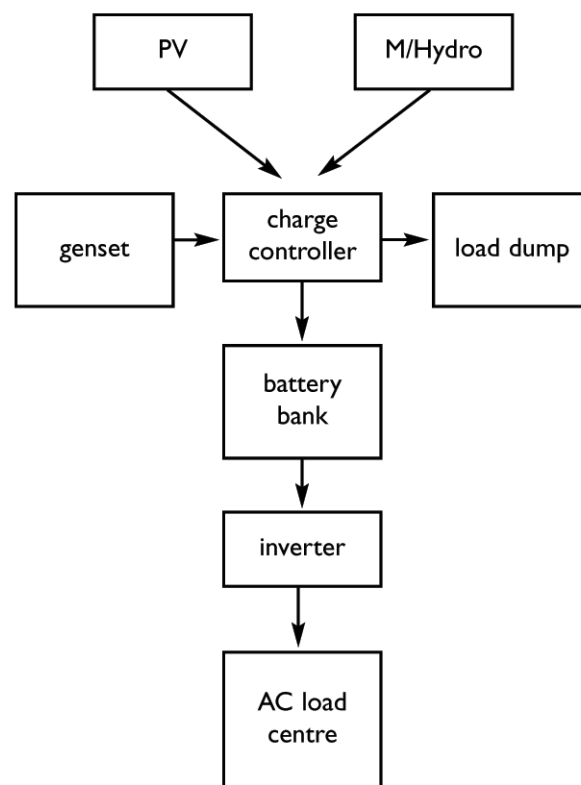 PV
M/Hydro
genset
charge
controller
load dump
battery
bank
inverter
AC load
centre